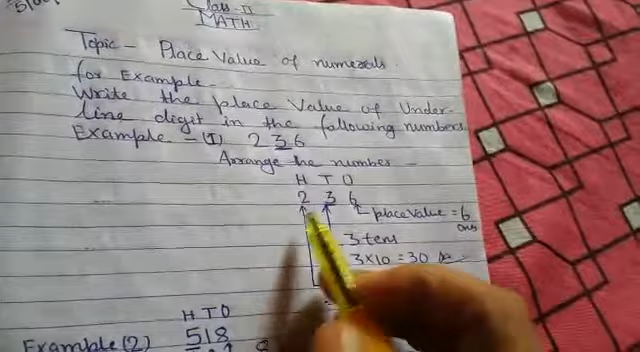 Class-II
MATH
Topic - Place Value of numerals.
for Example -
Write the place Value of Under-
line digit in the following numbers.
Example -(I) 236
Arrange the number -
H T O
2 3 6
place value = 6
ones
3 tens
3×10 = 30
H T O
Example (2) 518